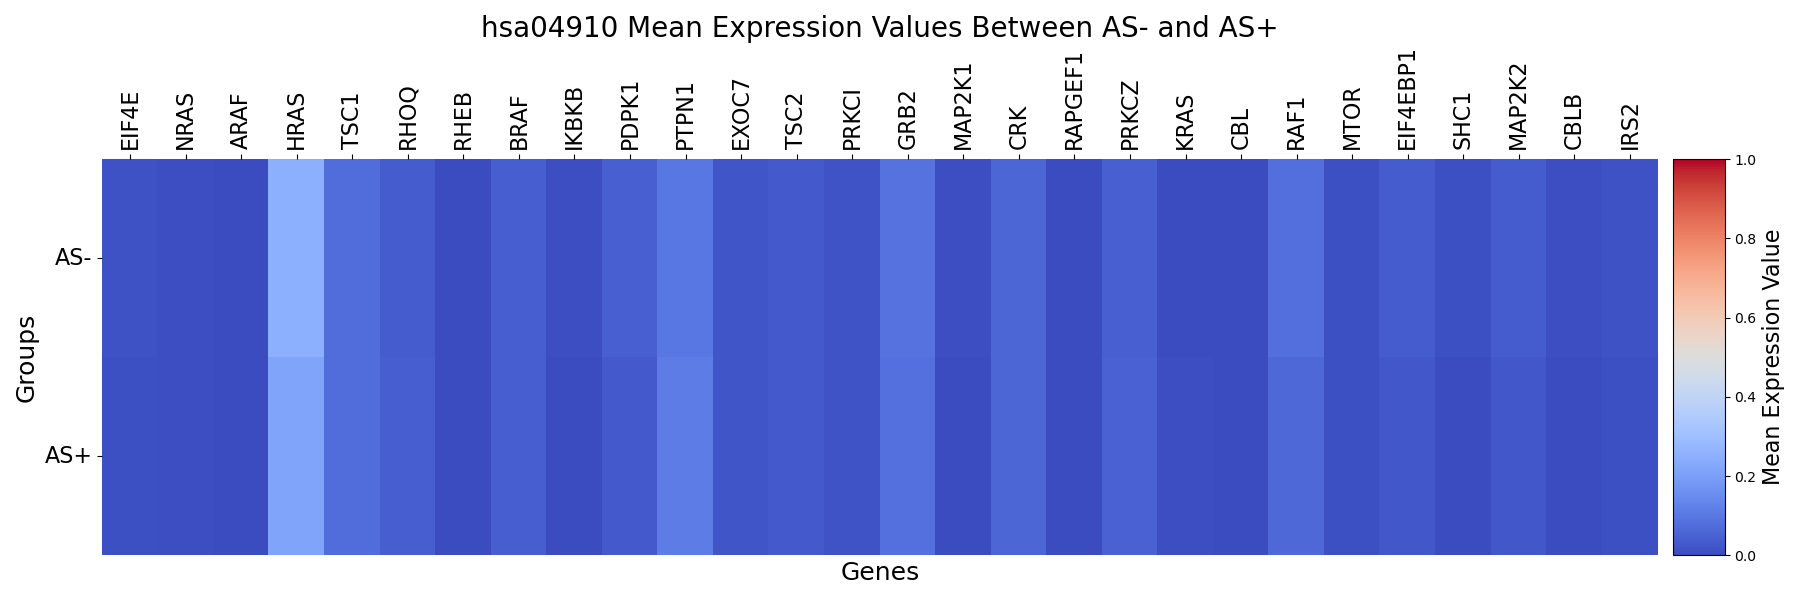 hsa04910 Mean Expression Values Between AS- and AS+
EIF4E
NRAS
ARAF
HRAS
TSC1
RHOQ
RHEB
BRAF
IKBKB
PDPK1
PTPN1
EXOC7
TSC2
PRKCI
GRB2
MAP2K1
CRK
RAPGEF1
PRKCZ
KRAS
CBL
RAF1
MTOR
EIF4EBP1
SHC1
MAP2K2
CBLB
IRS2
Groups
AS-
AS+
Genes
1.0
0.8
0.6
0.4
0.2
0.0
Mean Expression Value